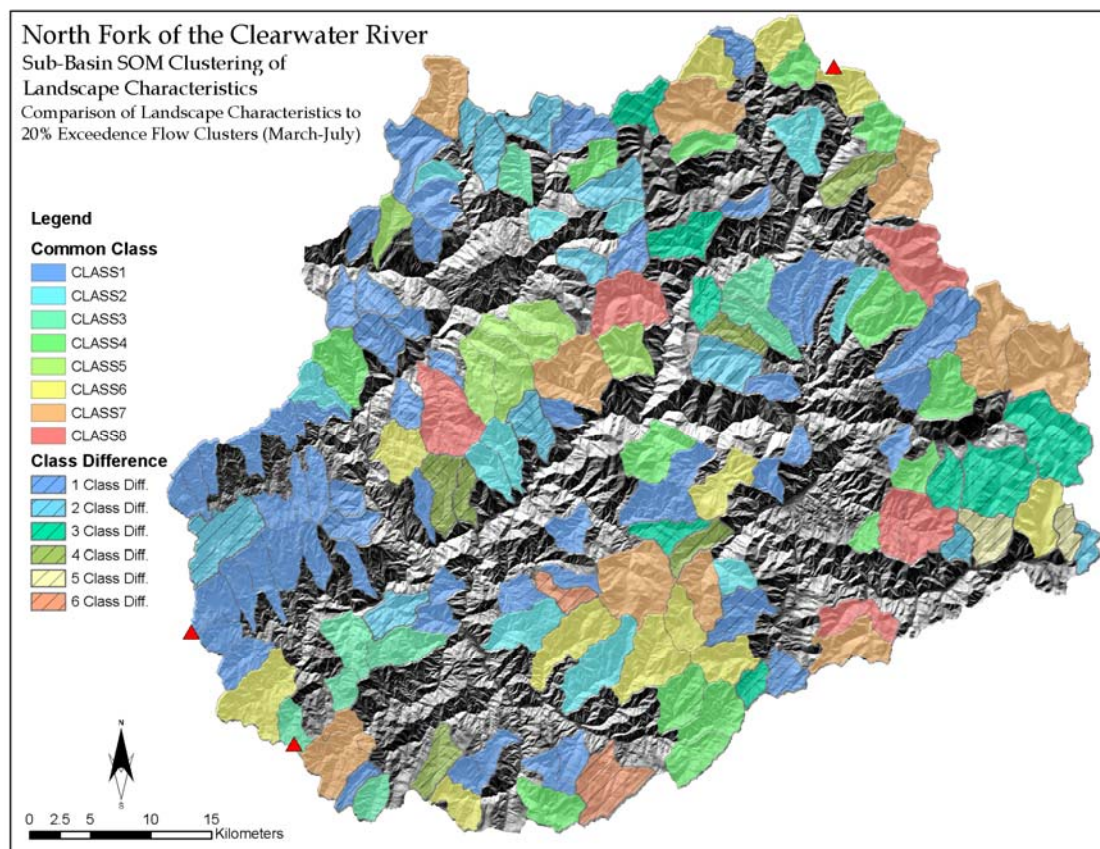 North Fork of the Clearwater River
Sub-Basin SOM Clustering of
Landscape Characteristics
Comparison of Landscape Characteristics to
20% Exceedence Flow Clusters (March-July)
Legend
Common Class
CLASS1
CLASS2
CLASS3
CLASS4
CLASS5
CLASS6
CLASS7
CLASS8
Class Difference
1 Class Diff.
2 Class Diff.
3 Class Diff.
4 Class Diff.
5 Class Diff.
6 Class Diff.
N
S
0 2.5 5 10 15
Kilometers